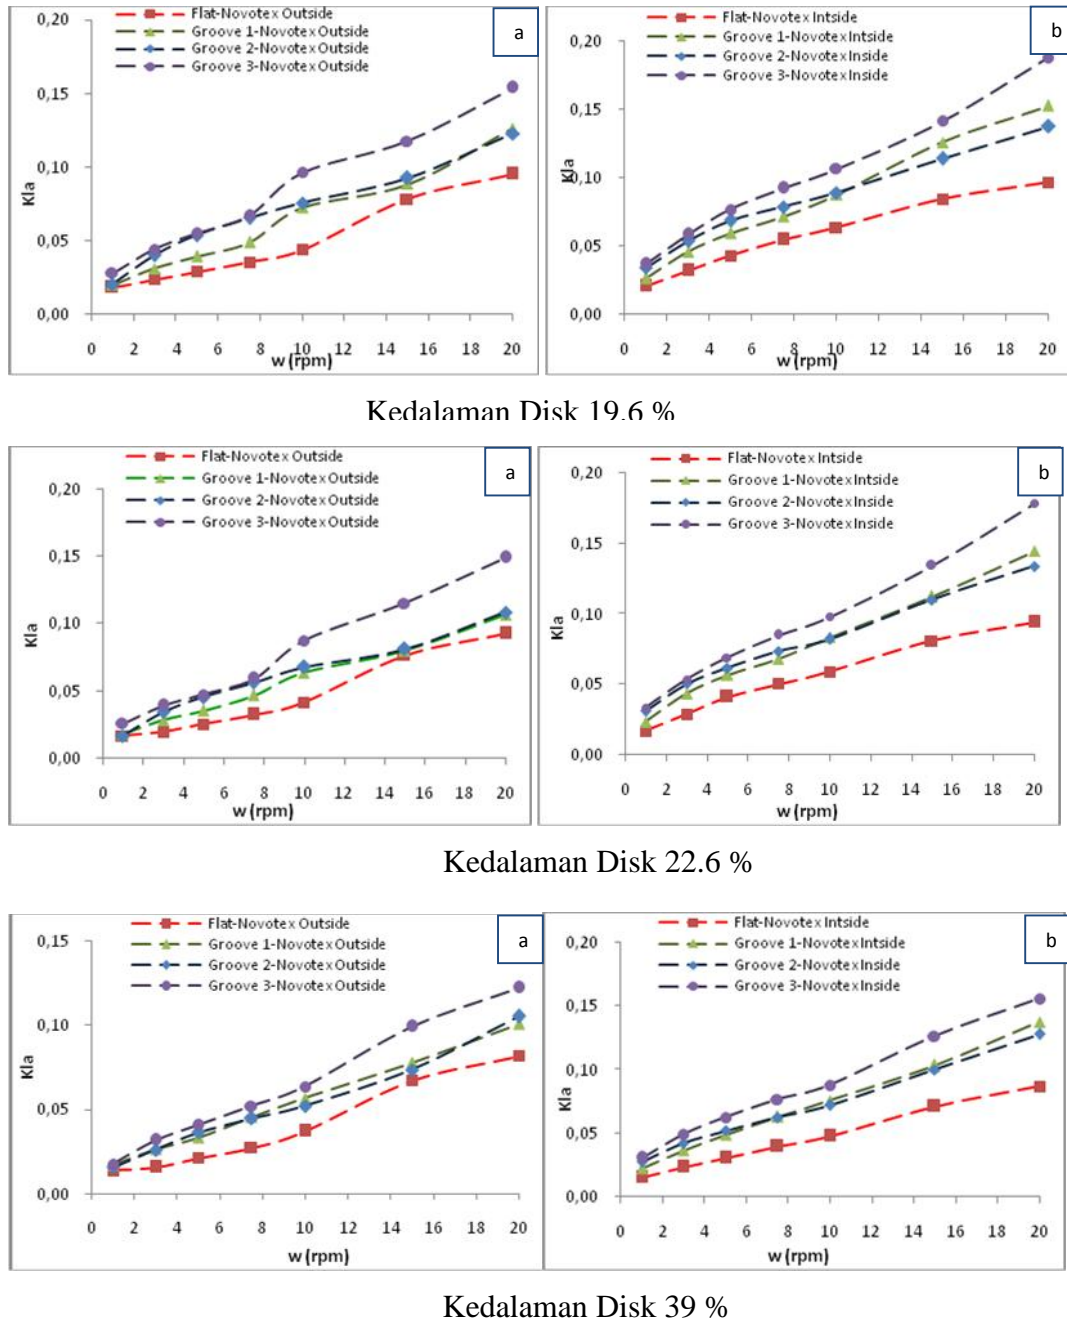 Flat-Novotex Outside
Groove 1-Novotex Outside
Groove 2-Novotex Outside
Groove 3-Novotex Outside
a
0,20
0,15
0,10
0,05
0,00
Kla
0 2 4 6 8 10 12 14 16 18 20
w (rpm)
Flat-Novotex Intside
Groove 1-Novotex Intside
Groove 2-Novotex Inside
Groove 3-Novotex Inside
b
0,20
0,15
0,10
0,05
0,00
Kla
0 2 4 6 8 10 12 14 16 18 20
w (rpm)
Kedalaman Disk 19.6 %
Flat-Novotex Outside
Groove 1-Novotex Outside
Groove 2-Novotex Outside
Groove 3-Novotex Outside
a
0,20
0,15
0,10
0,05
0,00
Kla
0 2 4 6 8 10 12 14 16 18 20
w (rpm)
Flat-Novotex Intside
Groove 1-Novotex Intside
Groove 2-Novotex Inside
Groove 3-Novotex Inside
b
0,20
0,15
0,10
0,05
0,00
Kla
0 2 4 6 8 10 12 14 16 18 20
w (rpm)
Kedalaman Disk 22.6 %
Flat-Novotex Outside
Groove 1-Novotex Outside
Groove 2-Novotex Outside
Groove 3-Novotex Outside
a
0,15
0,10
0,05
0,00
Kla
0 2 4 6 8 10 12 14 16 18 20
w (rpm)
Flat-Novotex Intside
Groove 1-Novotex Intside
Groove 2-Novotex Inside
Groove 3-Novotex Inside
b
0,20
0,15
0,10
0,05
0,00
Kla
0 2 4 6 8 10 12 14 16 18 20
w (rpm)
Kedalaman Disk 39 %